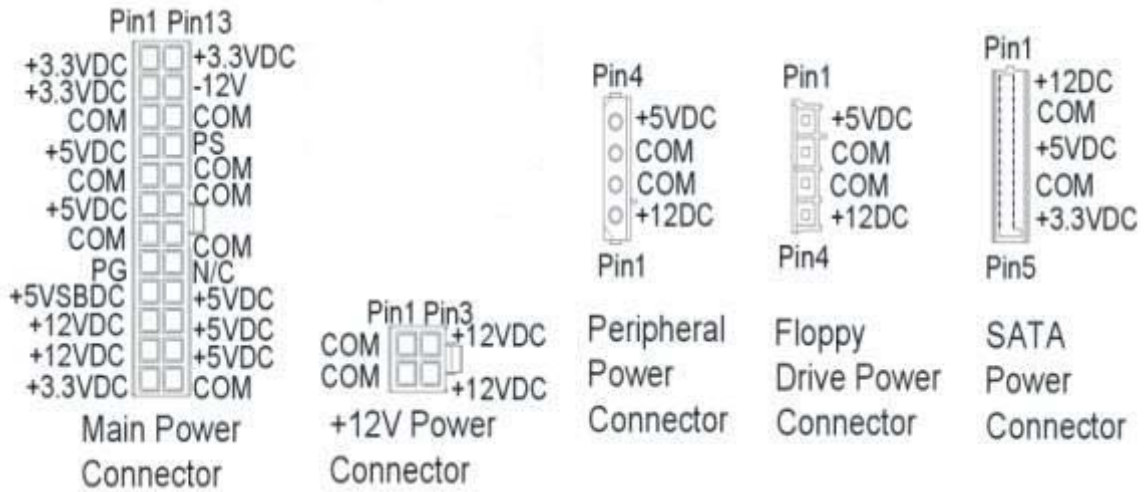 Pin1 Pin13
+3.3VDC +3.3VDC
+3.3VDC -12V
COM COM
+5VDC PS
COM COM
+5VDC COM
COM COM
PG N/C
+5VSBDC +5VDC
+12VDC +5VDC
+12VDC +5VDC
+3.3VDC COM
Main Power
Connector
Pin1 Pin3
COM +12VDC
COM +12VDC
+12V Power
Connector
Pin4
+5VDC
COM
COM
+12DC
Pin1
Peripheral
Power
Connector
Pin1
+5VDC
COM
COM
+12DC
Pin4
Floppy
Drive Power
Connector
Pin1
+12DC
COM
+5VDC
COM
+3.3VDC
Pin5
SATA
Power
Connector